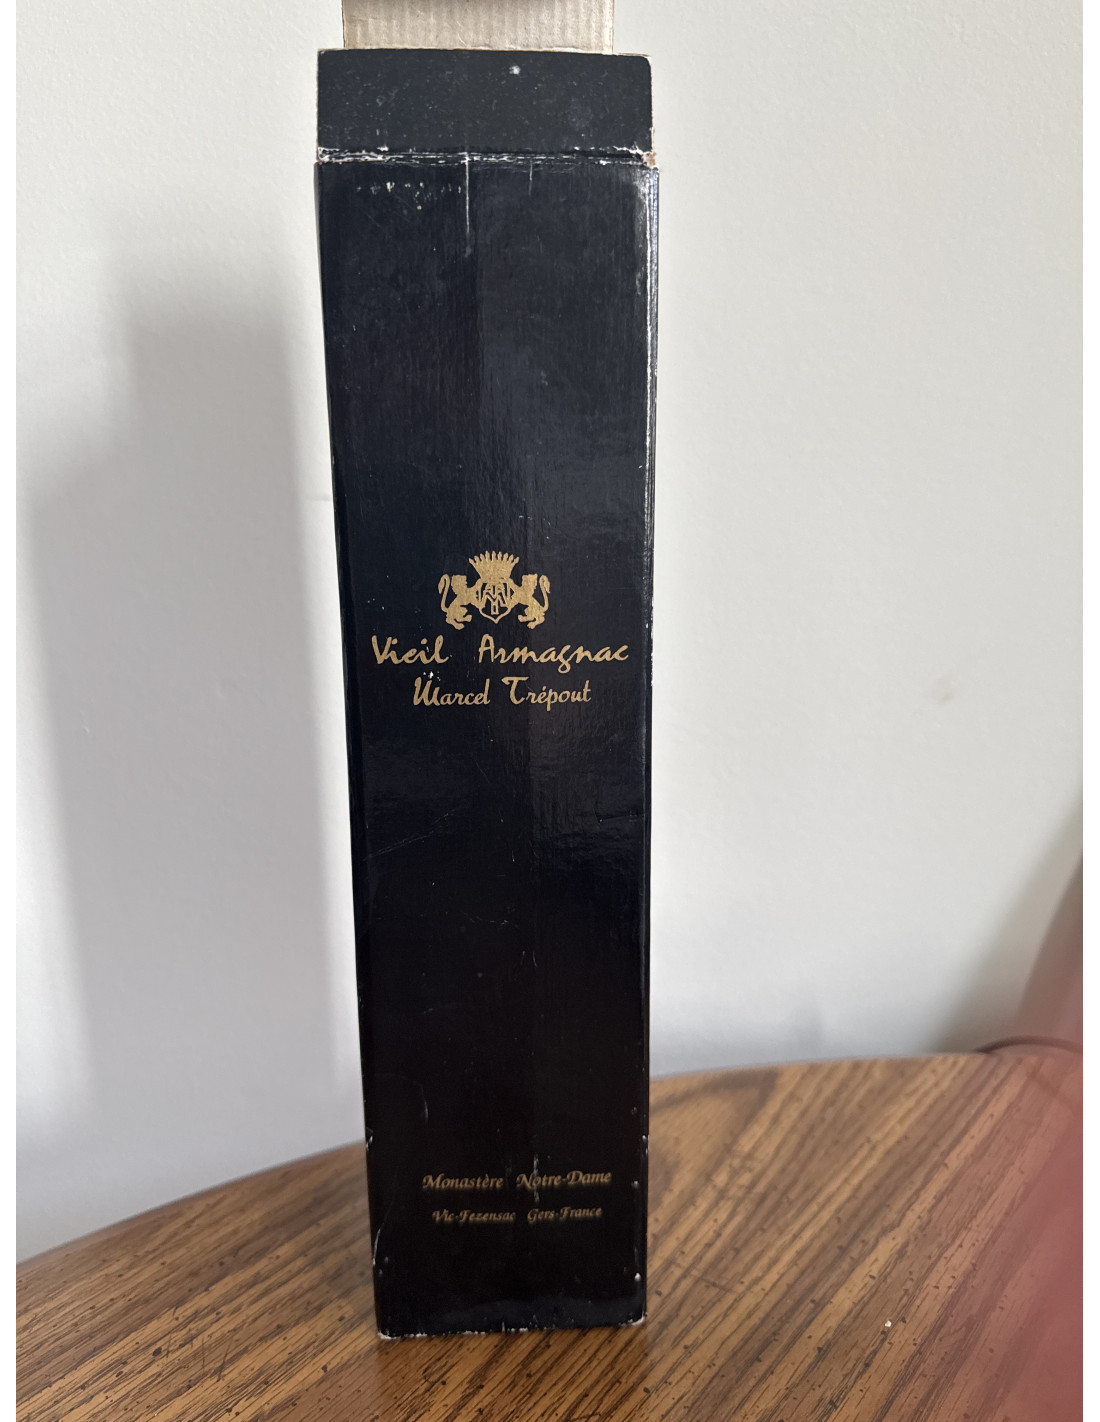 Vieil Armagnac
Marcel Trépout
Monastère Notre-Dame
Vic-Fezensac Gers-France